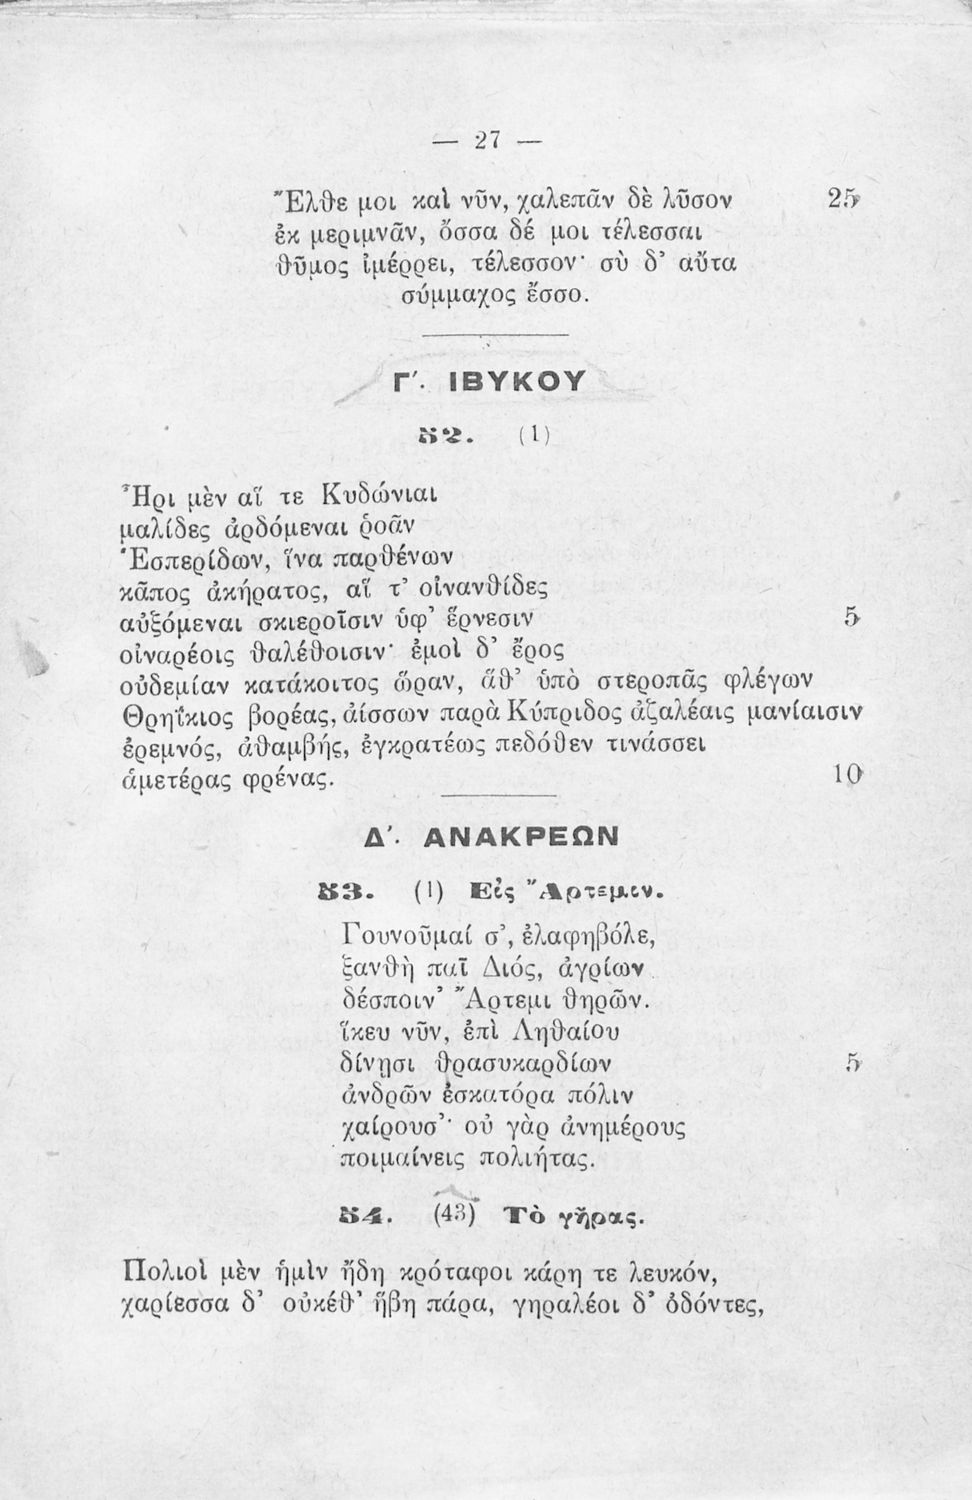 — 27 —
Ἔλθε μοι καὶ νῦν, χαλεπᾶν δὲ λῦσον 25
ἐκ μεριμνᾶν, ὄσσα δέ μοι τέλεσσαι
θῦμος ἰμέρρει, τέλεσσον· σὺ δ' αὔτα
σύμμαχος ἔσσο.
Γ΄. ΙΒΥΚΟΥ
52. (1)
Ἦρι μὲν αἵ τε Κυδώνιαι
μαλίδες ἀρδόμεναι ῥοᾶν
Ἑσπερίδων, ἵνα παρθένων
κᾶπος ἀκήρατος, αἵ τ' οἰνανθίδες
αὐξόμεναι σκιεροῖσιν ὑφ' ἕρνεσιν 5
οἰναρέοις θαλέθοισιν· ἐμοὶ δ' ἔρος
οὐδεμίαν κατάκοιτος ὥραν, ἅθ' ὑπὸ στεροπᾶς φλέγων
Θρηΐκιος βορέας, ἀίσσων παρὰ Κύπριδος ἀζαλέαις μανίαισιν
ἐρεμνός, ἀθαμβής, ἐγκρατέως πεδόθεν τινάσσει
ἁμετέρας φρένας. 10
Δ΄. ΑΝΑΚΡΕΩΝ
53. (1) Εἰς Ἄρτεμιν.
Γουνοῦμαί σ', ἐλαφηβόλε,
ξανθὴ παῖ Διός, ἀγρίων
δέσποιν' Ἄρτεμι θηρῶν.
ἵκευ νῦν, ἐπὶ Ληθαίου
δίνῃσι θρασυκαρδίων 5
ἀνδρῶν ἐσκατόρα πόλιν
χαίρουσ'· οὐ γὰρ ἀνημέρους
ποιμαίνεις πολιήτας.
54. (43) Τὸ γῆρας.
Πολιοὶ μὲν ἡμὶν ἤδη κρόταφοι κάρη τε λευκόν,
χαρίεσσα δ' οὐκέθ' ἥβη πάρα, γηραλέοι δ' ὀδόντες,